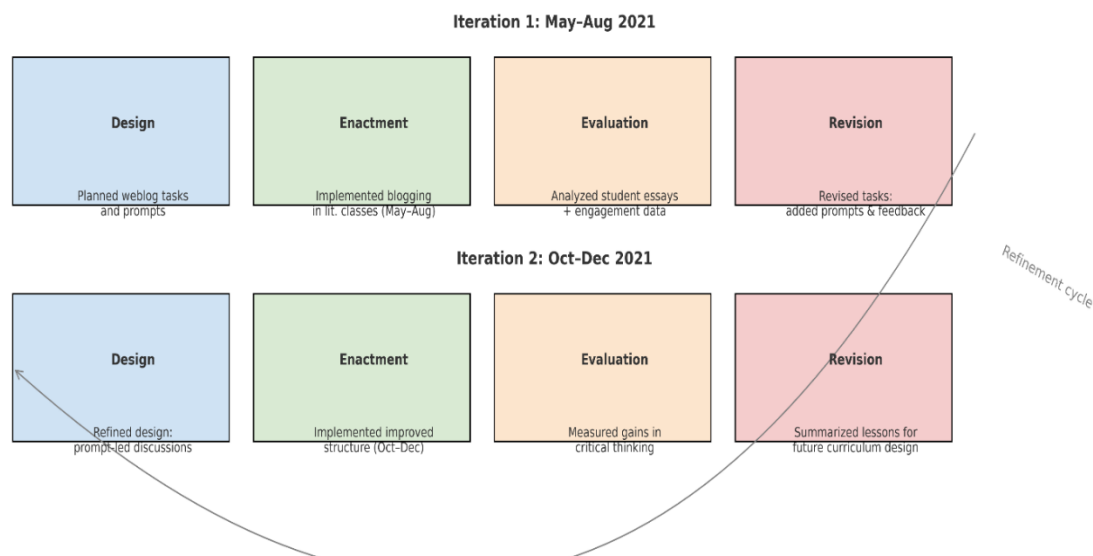 Iteration 1: May–Aug 2021
Design
Enactment
Evaluation
Revision
Planned weblog tasks
and prompts
Implemented blogging
in lit. classes (May–Aug)
Analyzed student essays
+ engagement data
Revised tasks:
added prompts & feedback
Refinement cycle
Iteration 2: Oct–Dec 2021
Design
Enactment
Evaluation
Revision
Refined design:
prompt-led discussions
Implemented improved
structure (Oct–Dec)
Measured gains in
critical thinking
Summarized lessons for
future curriculum design